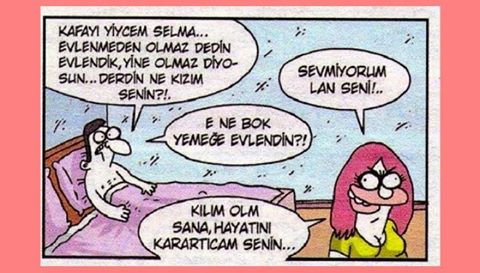 KAFAYI YİYCEM SELMA...
EVLENMEDEN OLMAZ DEDİN
EVLENDİK, YİNE OLMAZ DİYO-
SUN... DERDİN NE KIZIM
SENİN?!.
SEVMİYORUM
LAN SENİ!..
E NE BOK
YEMEĞE EVLENDİN?!
KILIM OLM
SANA, HAYATINI
KARARTICAM SENİN...